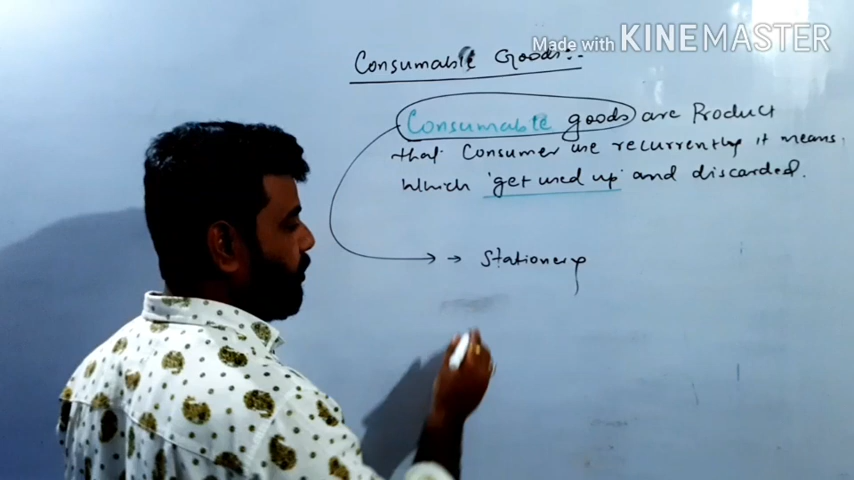 Made with KINEMASTER
Consumable Goods:-
Consumable goods are Product
that Consumer use recurrently it means,
which 'get used up' and discarded.
→ Stationery